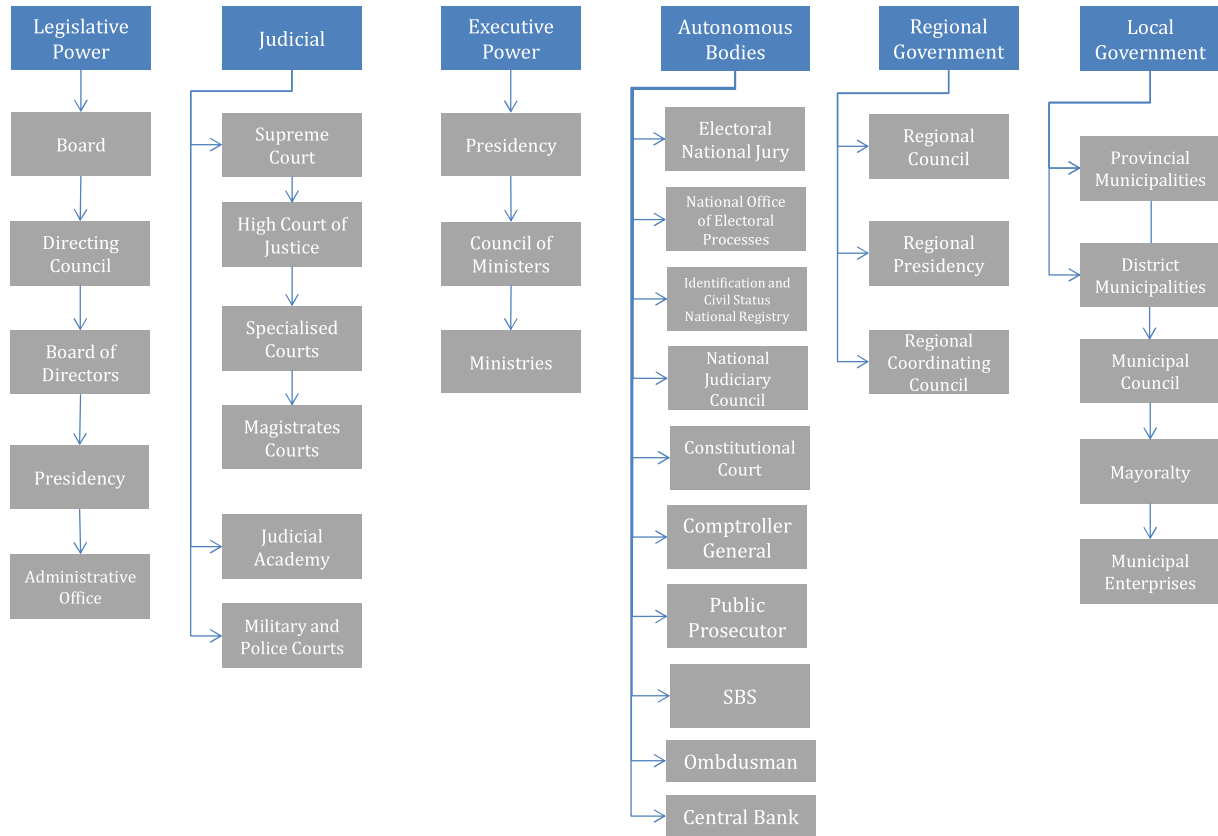 Legislative
Power
Board
Directing
Council
Board of
Directors
Presidency
Administrative
Office
Judicial
Supreme
Court
High Court of
Justice
Specialised
Courts
Magistrates
Courts
Judicial
Academy
Military and
Police Courts
Executive
Power
Presidency
Council of
Ministers
Ministries
Autonomous
Bodies
Electoral
National Jury
National Office
of Electoral
Processes
Identification and
Civil Status
National Registry
National
Judiciary
Council
Constitutional
Court
Comptroller
General
Public
Prosecutor
SBS
Ombdusman
Central Bank
Regional
Government
Regional
Council
Regional
Presidency
Regional
Coordinating
Council
Local
Government
Provincial
Municipalities
District
Municipalities
Municipal
Council
Mayoralty
Municipal
Enterprises